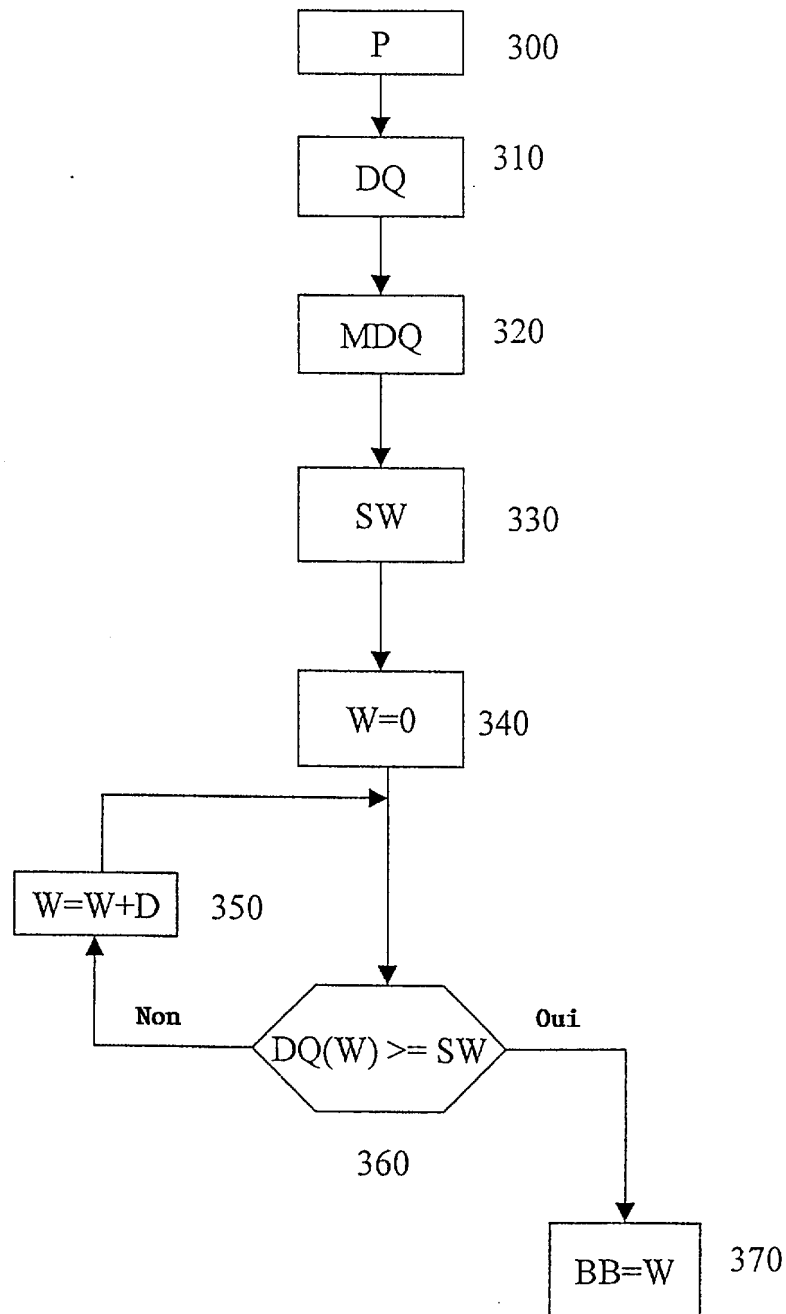 P 300
DQ 310
MDQ 320
SW 330
W=0 340
W=W+D 350
Non
Oui
DQ(W) >= SW
360
BB=W 370